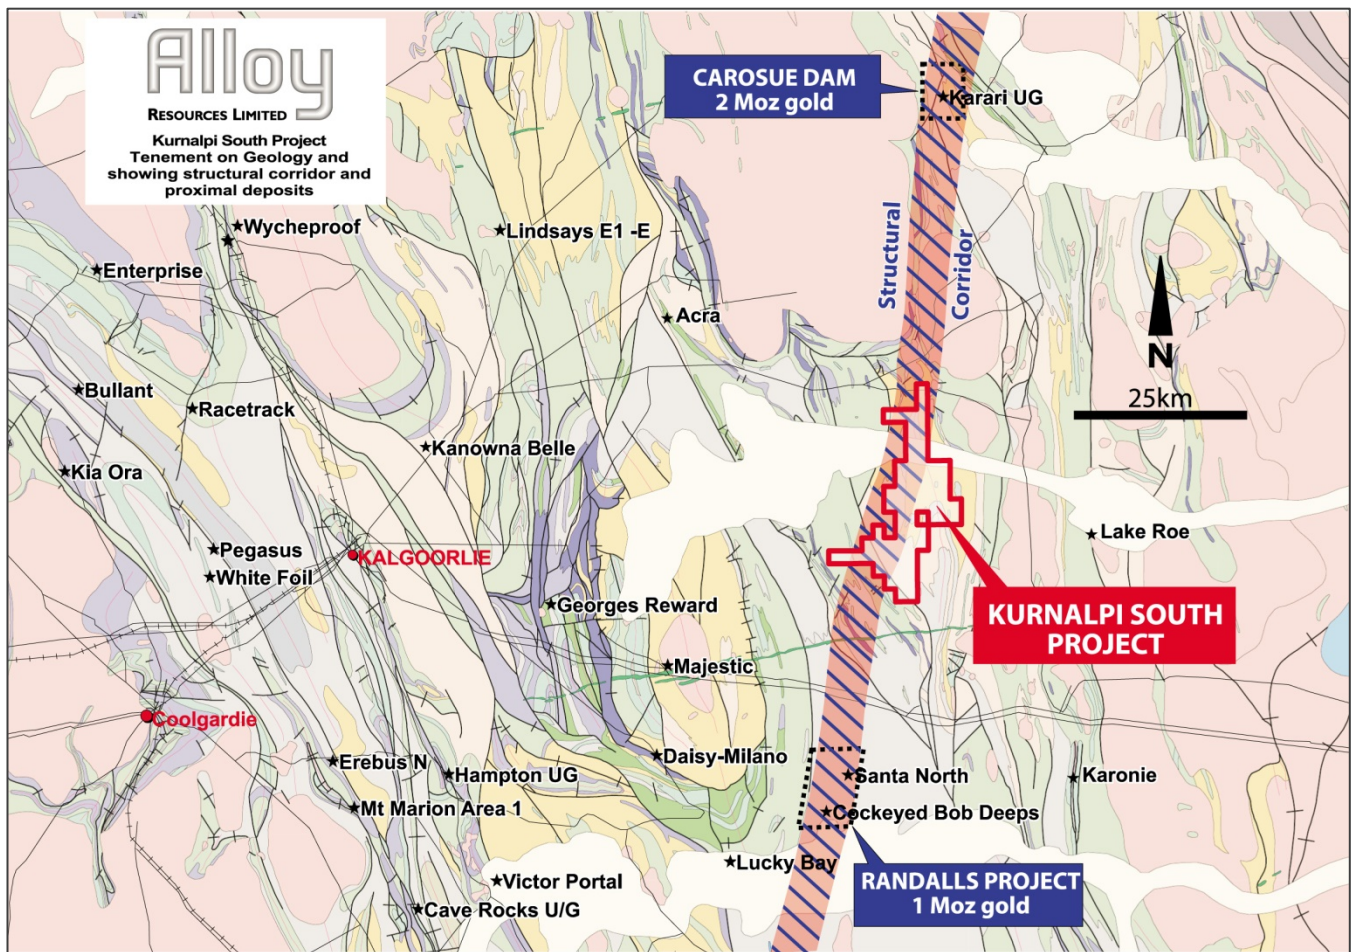 Alloy
RESOURCES LIMITED
Kurnalpi South Project
Tenement on Geology and
showing structural corridor and
proximal deposits
CAROSUE DAM
2 Moz gold
Karari UG
Wycheproof
Lindsays E1 -E
Enterprise
Structural
Corridor
Acra
N
25km
Bullant
Racetrack
Kanowna Belle
Kia Ora
Lake Roe
Pegasus
KALGOORLIE
White Foil
Georges Reward
KURNALPI SOUTH
PROJECT
Majestic
Coolgardie
Daisy-Milano
Erebus N
Hampton UG
Santa North
Karonie
Mt Marion Area 1
Cockeyed Bob Deeps
Lucky Bay
RANDALLS PROJECT
1 Moz gold
Victor Portal
Cave Rocks U/G